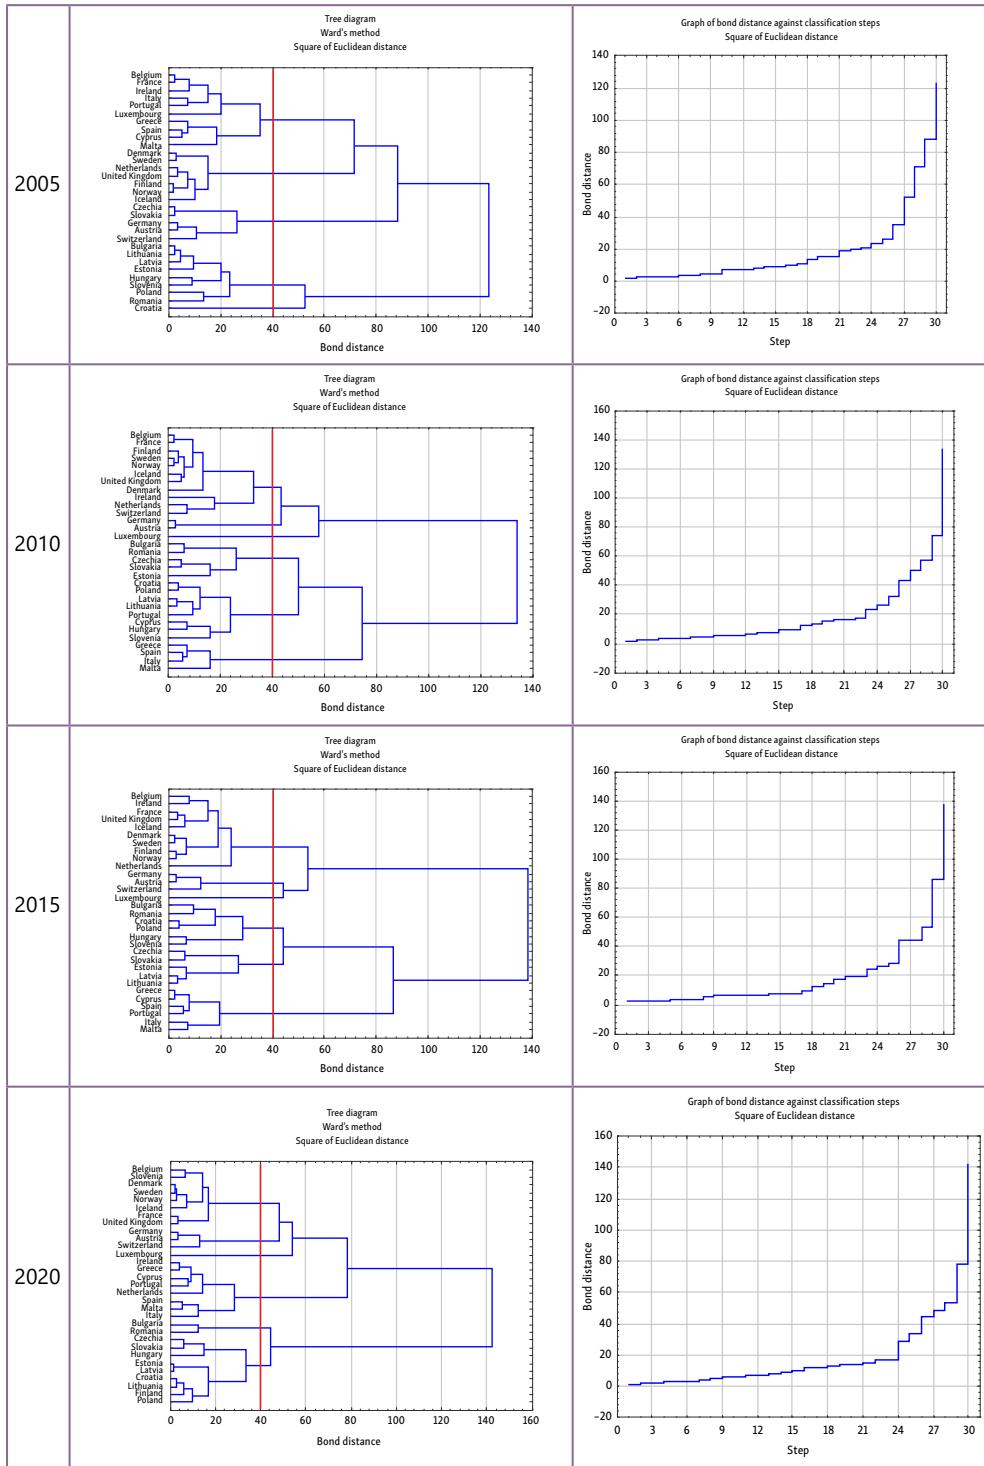 2005
Tree diagram
Ward's method
Square of Euclidean distance
Belgium
France
Ireland
Italy
Portugal
Luxembourg
Greece
Spain
Cyprus
Malta
Denmark
Sweden
Netherlands
United Kingdom
Finland
Norway
Iceland
Czechia
Slovakia
Germany
Austria
Switzerland
Bulgaria
Lithuania
Latvia
Estonia
Hungary
Slovenia
Poland
Romania
Croatia
0 20 40 60 80 100 120 140
Bond distance
Graph of bond distance against classification steps
Square of Euclidean distance
Bond distance
140
120
100
80
60
40
20
0
−20
0 3 6 9 12 15 18 21 24 27 30
Step
2010
Tree diagram
Ward's method
Square of Euclidean distance
Belgium
France
Finland
Sweden
Norway
Iceland
United Kingdom
Denmark
Ireland
Netherlands
Switzerland
Germany
Austria
Luxembourg
Bulgaria
Romania
Czechia
Slovakia
Estonia
Croatia
Poland
Latvia
Lithuania
Portugal
Cyprus
Hungary
Slovenia
Greece
Spain
Italy
Malta
0 20 40 60 80 100 120 140
Bond distance
Graph of bond distance against classification steps
Square of Euclidean distance
Bond distance
160
140
120
100
80
60
40
20
0
−20
0 3 6 9 12 15 18 21 24 27 30
Step
2015
Tree diagram
Ward's method
Square of Euclidean distance
Belgium
Ireland
France
United Kingdom
Iceland
Denmark
Sweden
Finland
Norway
Netherlands
Germany
Austria
Switzerland
Luxembourg
Bulgaria
Romania
Croatia
Poland
Hungary
Slovenia
Czechia
Slovakia
Estonia
Latvia
Lithuania
Greece
Cyprus
Spain
Portugal
Italy
Malta
0 20 40 60 80 100 120 140
Bond distance
Graph of bond distance against classification steps
Square of Euclidean distance
Bond distance
160
140
120
100
80
60
40
20
0
−20
0 3 6 9 12 15 18 21 24 27 30
Step
2020
Tree diagram
Ward's method
Square of Euclidean distance
Belgium
Slovenia
Denmark
Sweden
Norway
Iceland
France
United Kingdom
Germany
Austria
Switzerland
Luxembourg
Ireland
Greece
Cyprus
Portugal
Netherlands
Spain
Malta
Italy
Bulgaria
Romania
Czechia
Slovakia
Hungary
Estonia
Latvia
Croatia
Lithuania
Finland
Poland
0 20 40 60 80 100 120 140 160
Bond distance
Graph of bond distance against classification steps
Square of Euclidean distance
Bond distance
160
140
120
100
80
60
40
20
0
−20
0 3 6 9 12 15 18 21 24 27 30
Step